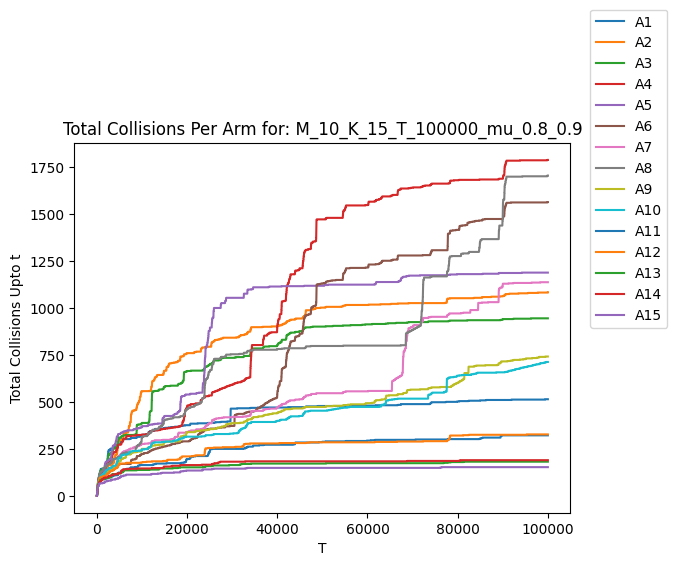 Total Collisions Per Arm for: M_10_K_15_T_100000_mu_0.8_0.9
A1
A2
A3
A4
A5
A6
A7
A8
A9
A10
A11
A12
A13
A14
A15
Total Collisions Upto t
1750
1500
1250
1000
750
500
250
0
0
20000
40000
60000
80000
100000
T